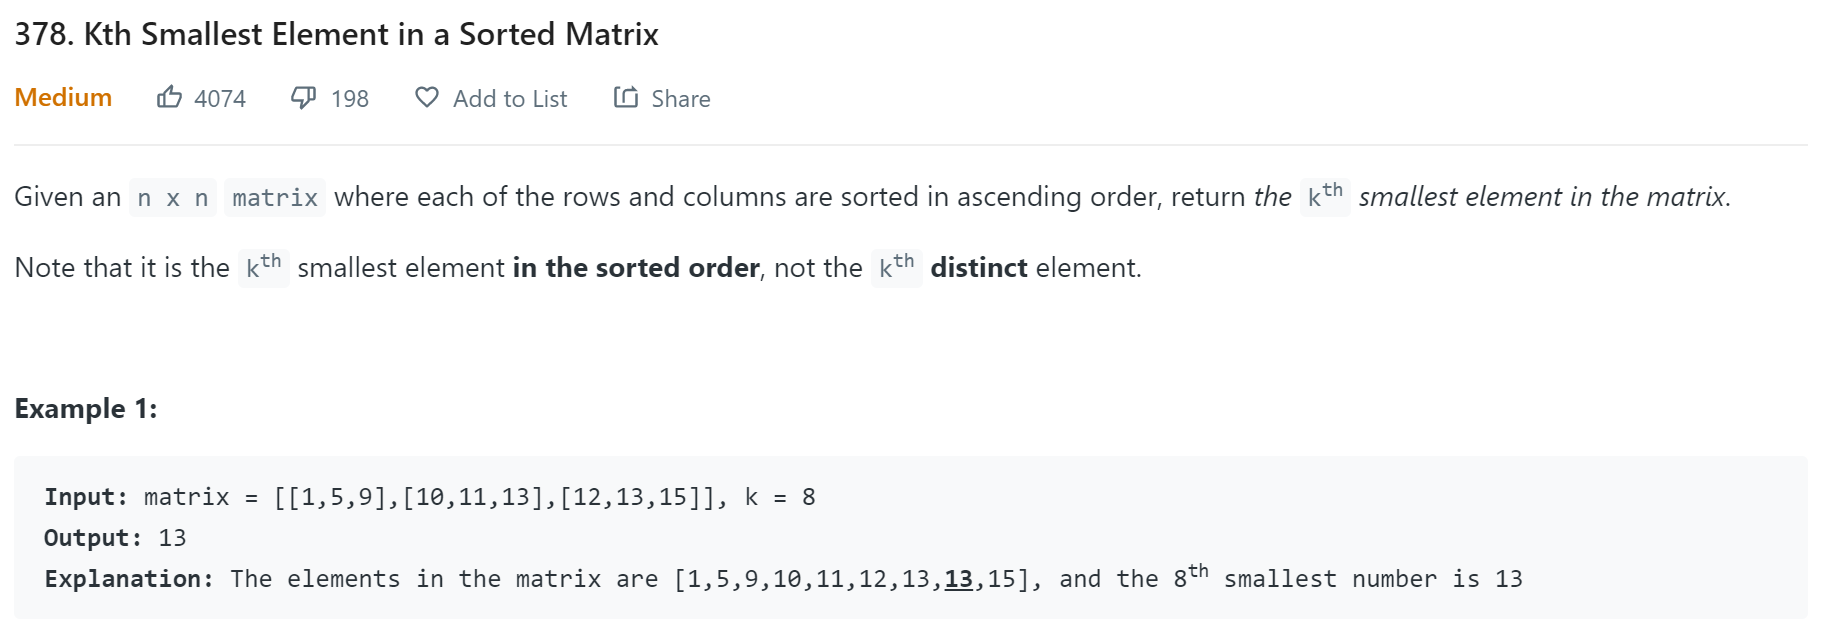 378. Kth Smallest Element in a Sorted Matrix
Medium 4074 198 Add to List Share
Given an n x n matrix where each of the rows and columns are sorted in ascending order, return the kth smallest element in the matrix.
Note that it is the kth smallest element in the sorted order, not the kth distinct element.
Example 1:
Input: matrix = [[1,5,9],[10,11,13],[12,13,15]], k = 8
Output: 13
Explanation: The elements in the matrix are [1,5,9,10,11,12,13,13,15], and the 8th smallest number is 13